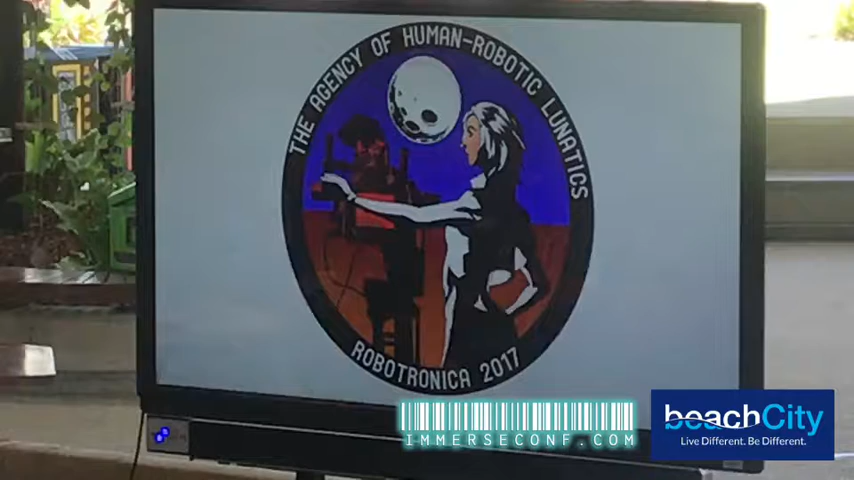 THE AGENCY OF HUMAN-ROBOTIC LUNATICS
ROBOTRONICA 2017
IMMERSECONF.COM
beachCity
Live Different. Be Different.